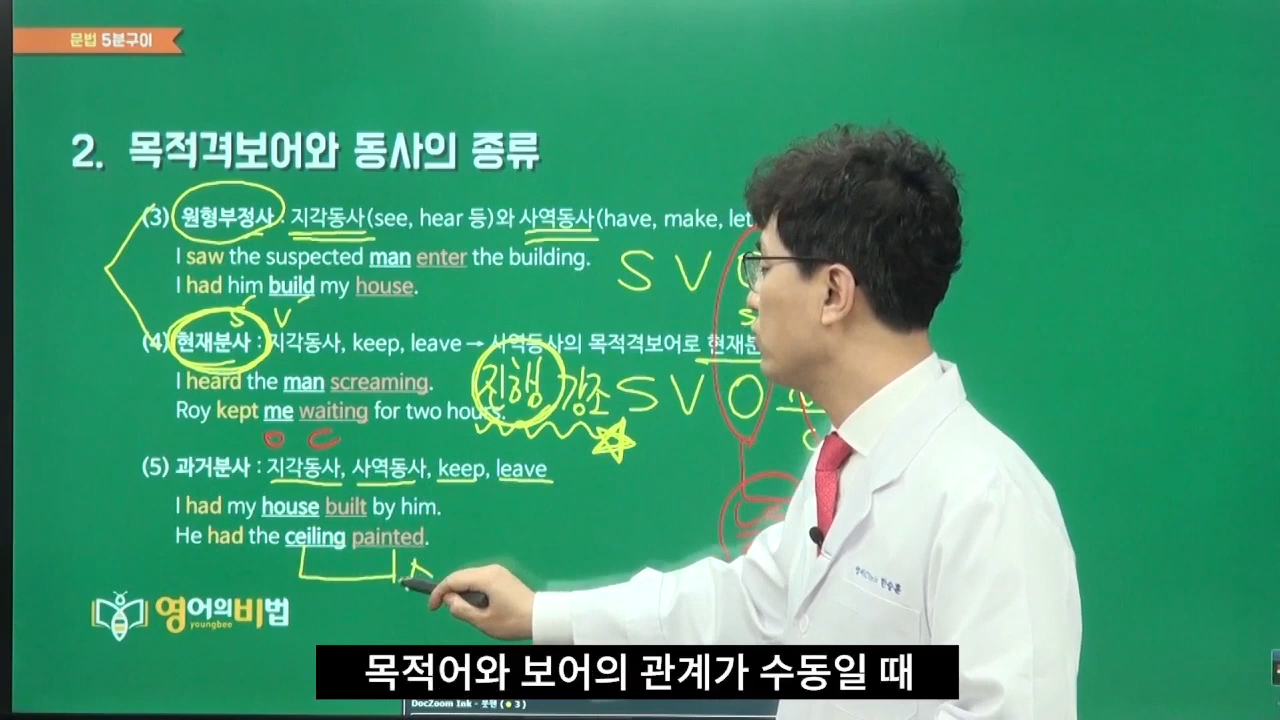 문법 5분구이
2. 목적격보어와 동사의 종류
(3) 원형부정사 : 지각동사(see, hear 등)와 사역동사(have, make, let
I saw the suspected man enter the building.
S V O
I had him build my house.
S V
(4) 현재분사 : 지각동사, keep, leave → 사역동사의 목적격보어로 현재분
I heard the man screaming.
진행 강조 S V O
Roy kept me waiting for two hours.
O C
(5) 과거분사 : 지각동사, 사역동사, keep, leave
I had my house built by him.
He had the ceiling painted.
영어의비법
youngbee
목적어와 보어의 관계가 수동일 때
DocZoom Ink - 펜 ( 3 )